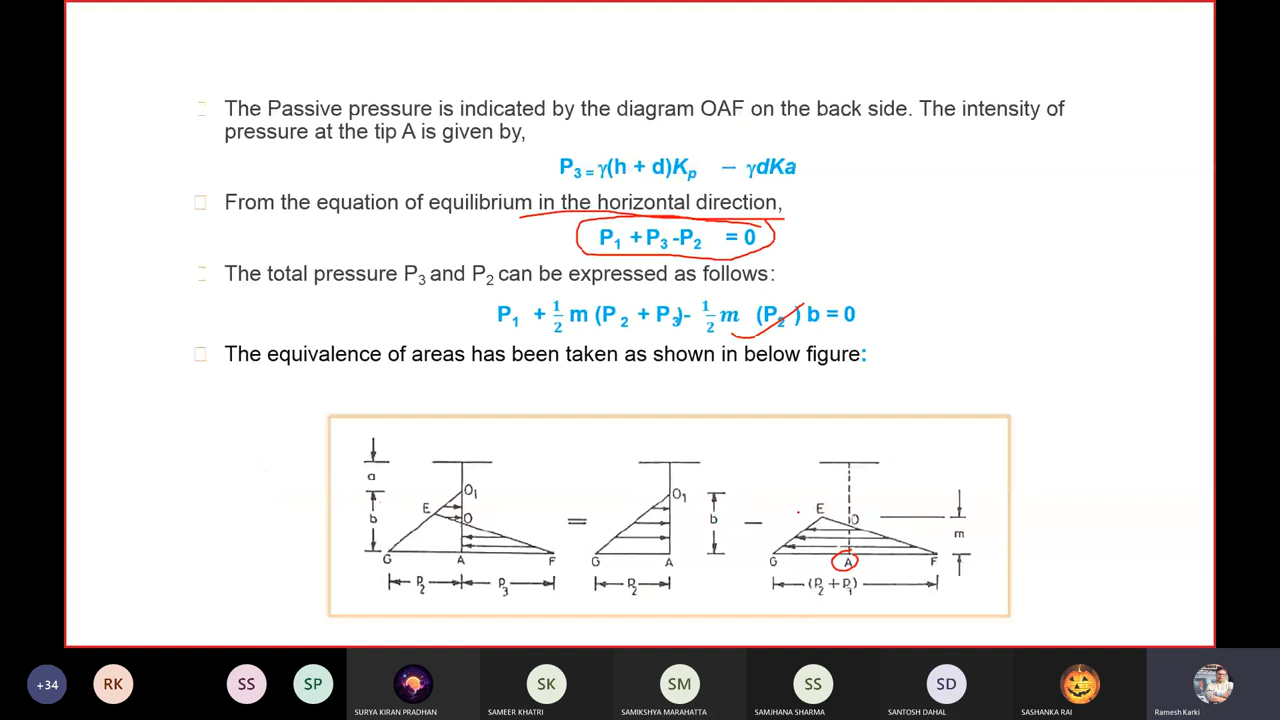 The Passive pressure is indicated by the diagram OAF on the back side. The intensity of
pressure at the tip A is given by,
P₃ = γ(h + d)Kₚ − γdKa
From the equation of equilibrium in the horizontal direction,
P₁ + P₃ -P₂ = 0
The total pressure P₃ and P₂ can be expressed as follows:
P₁ + ½ m (P ₂ + P₃)- ½ m (P₂ ) b = 0
The equivalence of areas has been taken as shown in below figure:
a
b
E
O₁
O
G
A
F
P₂
P₃
=
O₁
b
G
A
P₂
−
E
O
m
G
A
F
(P₂ + P₁)
+34
RK
SS
SP
SURYA KIRAN PRADHAN
SK
SAMEER KHATRI
SM
SAMIKSHYA MARAHATTA
SS
SAMJHANA SHARMA
SD
SANTOSH DAHAL
SASHANKA RAI
Ramesh Karki